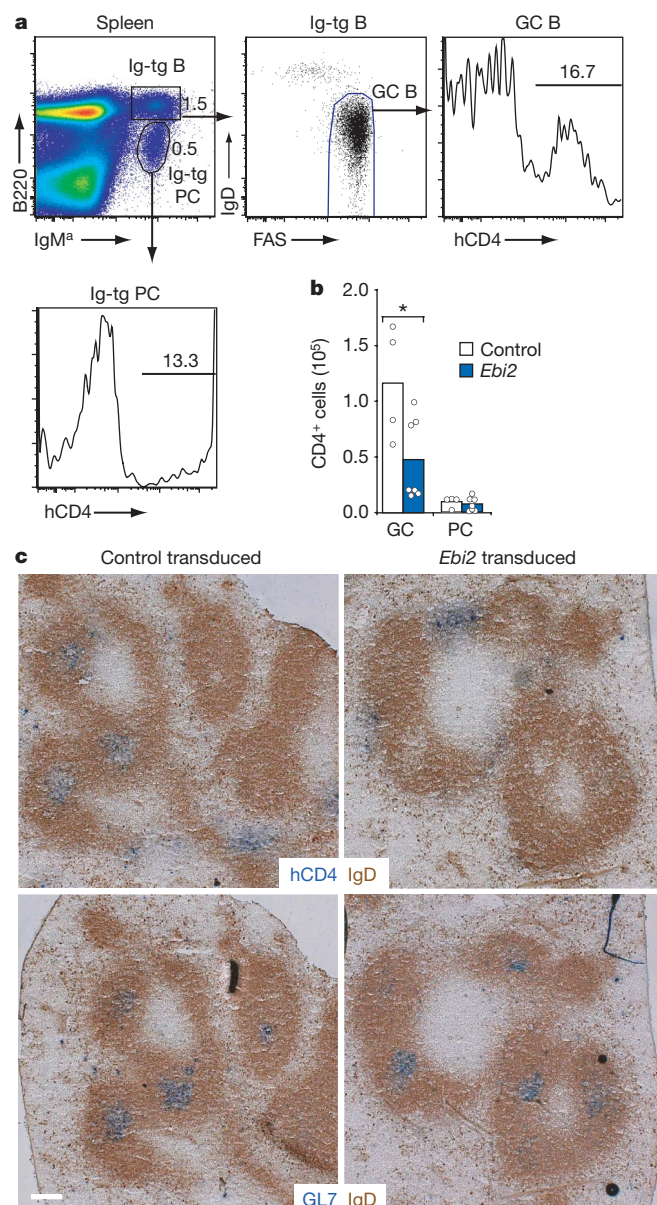 a
Spleen
Ig-tg B
GC B
Ig-tg B
1.5
0.5
Ig-tg
PC
B220
IgMᵃ
GC B
IgD
FAS
16.7
hCD4
Ig-tg PC
13.3
hCD4
b
2.0
1.5
1.0
0.5
0.0
CD4⁺ cells (10⁵)
*
Control
Ebi2
GC
PC
c
Control transduced
Ebi2 transduced
hCD4 IgD
GL7 IgD